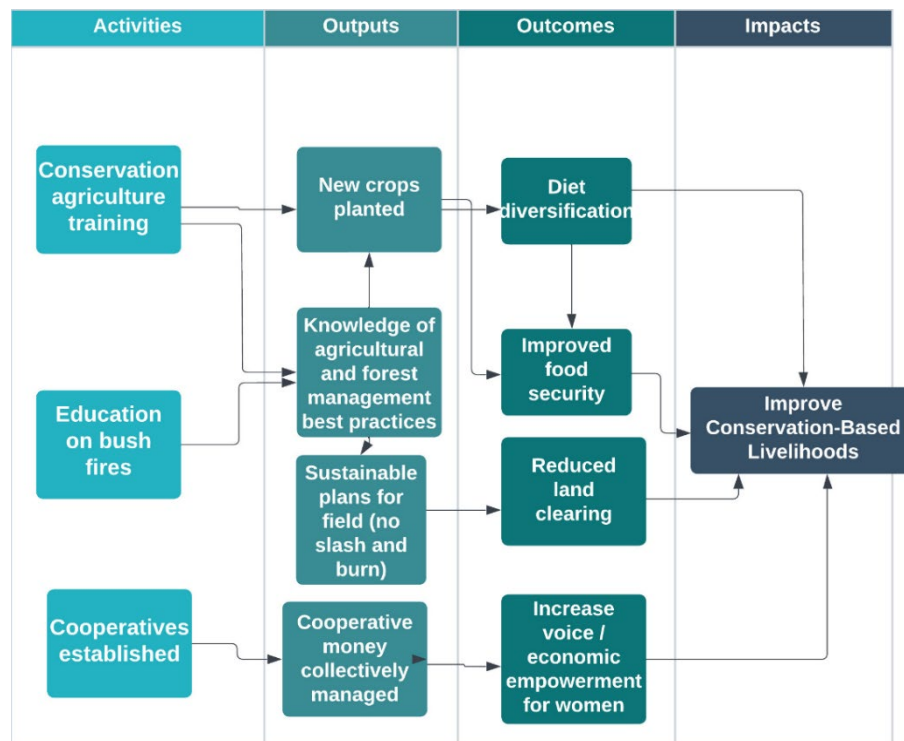 Activities
Outputs
Outcomes
Impacts
Conservation
agriculture
training
New crops
planted
Diet
diversification
Knowledge of
agricultural
and forest
management
best practices
Improved
food
security
Education
on bush
fires
Improve
Conservation-Based
Livelihoods
Sustainable
plans for
field (no
slash and
burn)
Reduced
land
clearing
Cooperatives
established
Cooperative
money
collectively
managed
Increase
voice /
economic
empowerment
for women